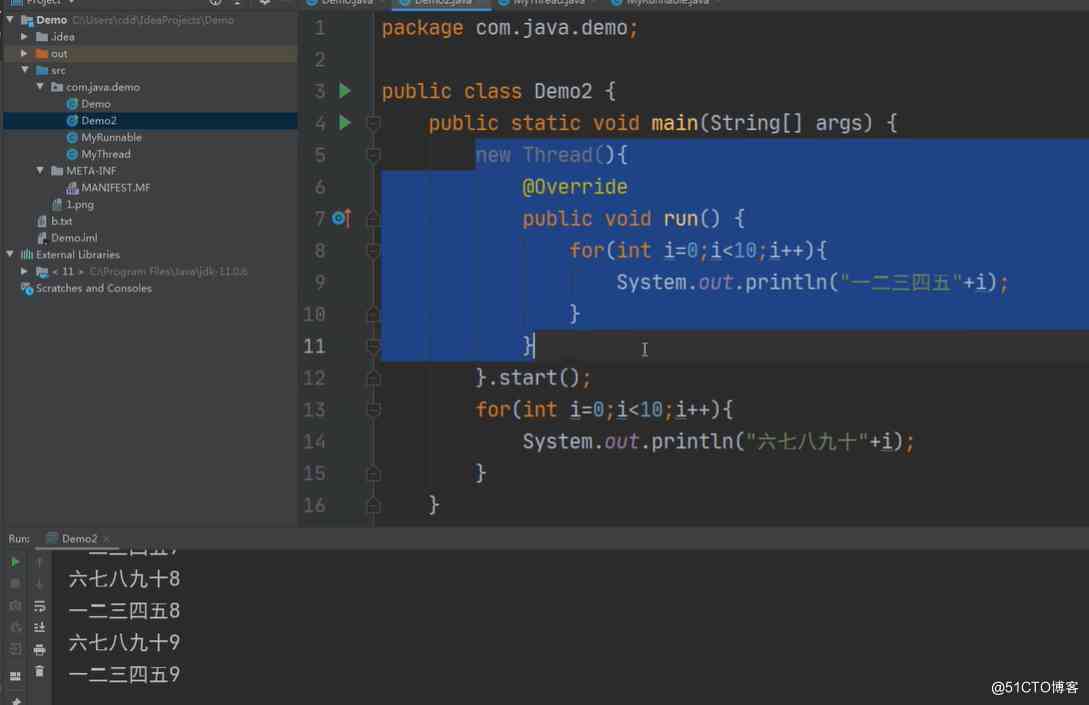 Project
Demo.java
Demo2.java
MyThread.java
MyRunnable.java
Demo C:\Users\cdd\IdeaProjects\Demo
.idea
out
src
com.java.demo
Demo
Demo2
MyRunnable
MyThread
META-INF
MANIFEST.MF
1.png
b.txt
Demo.iml
External Libraries
< 11 > C:\Program Files\Java\jdk-11.0.6
Scratches and Consoles
1 package com.java.demo;
2
3 public class Demo2 {
4 public static void main(String[] args) {
5 new Thread(){
6 @Override
7 public void run() {
8 for(int i=0;i<10;i++){
9 System.out.println("一二三四五"+i);
10 }
11 }
12 }.start();
13 for(int i=0;i<10;i++){
14 System.out.println("六七八九十"+i);
15 }
16 }
Run: Demo2
一二三四五7
六七八九十8
一二三四五8
六七八九十9
一二三四五9
@51CTO博客